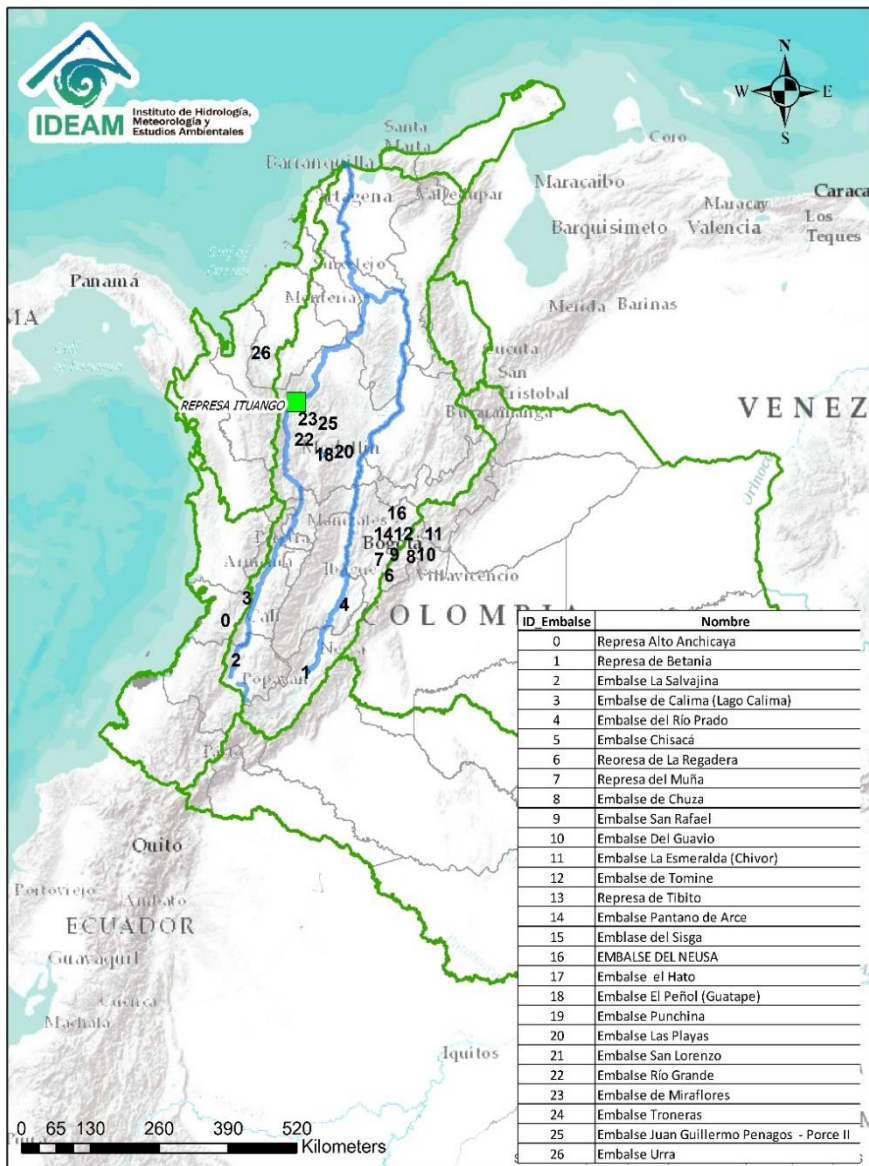 IDEAM
Instituto de Hidrología,
Meteorología y
Estudios Ambientales
N
W E
S
Santa
Marta
Coro
Barranquilla
Maracaibo
Caraca
Valledupar
Maracay
Los
Teques
Barquisimeto Valencia
Panamá
Montería
Mérida Barinas
MA
Cucuta
26
San
Cristobal
REPRESA ITUANGO
Bucaramanga
VENEZ
23 25
22
18 20
Orinoco
16
Manizales
14 12 11
Bogotá
7 9 8 10
6
Armenia
Ibague
Villavicencio
3
0
Cali
4
COLOMBIA
Neiva
2
1
Popayan
Pasto
Quito
Portoviejo
Ambato
ECUADOR
Guayaquil
Cuenca
Machala
Iquitos
ID_Embalse Nombre
0 Represa Alto Anchicaya
1 Represa de Betania
2 Embalse La Salvajina
3 Embalse de Calima (Lago Calima)
4 Embalse del Río Prado
5 Embalse Chisacá
6 Reoresa de La Regadera
7 Represa del Muña
8 Embalse de Chuza
9 Embalse San Rafael
10 Embalse Del Guavio
11 Embalse La Esmeralda (Chivor)
12 Embalse de Tomine
13 Represa de Tibito
14 Embalse Pantano de Arce
15 Emblase del Sisga
16 EMBALSE DEL NEUSA
17 Embalse el Hato
18 Embalse El Peñol (Guatape)
19 Embalse Punchina
20 Embalse Las Playas
21 Embalse San Lorenzo
22 Embalse Río Grande
23 Embalse de Miraflores
24 Embalse Troneras
25 Embalse Juan Guillermo Penagos - Porce II
26 Embalse Urra
0 65 130 260 390 520
Kilometers